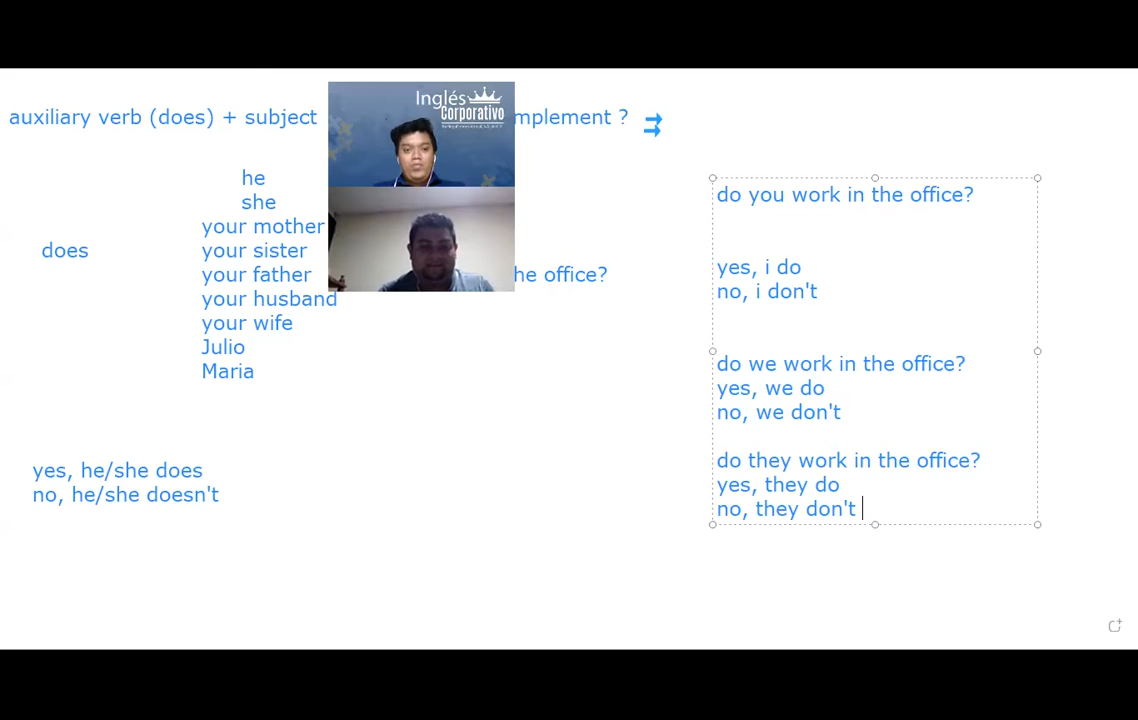 auxiliary verb (does) + subject
mplement ?
Inglés
Corporativo
he
she
your mother
does
your sister
your father
he office?
your husband
your wife
Julio
Maria
yes, he/she does
no, he/she doesn't
do you work in the office?
yes, i do
no, i don't
do we work in the office?
yes, we do
no, we don't
do they work in the office?
yes, they do
no, they don't